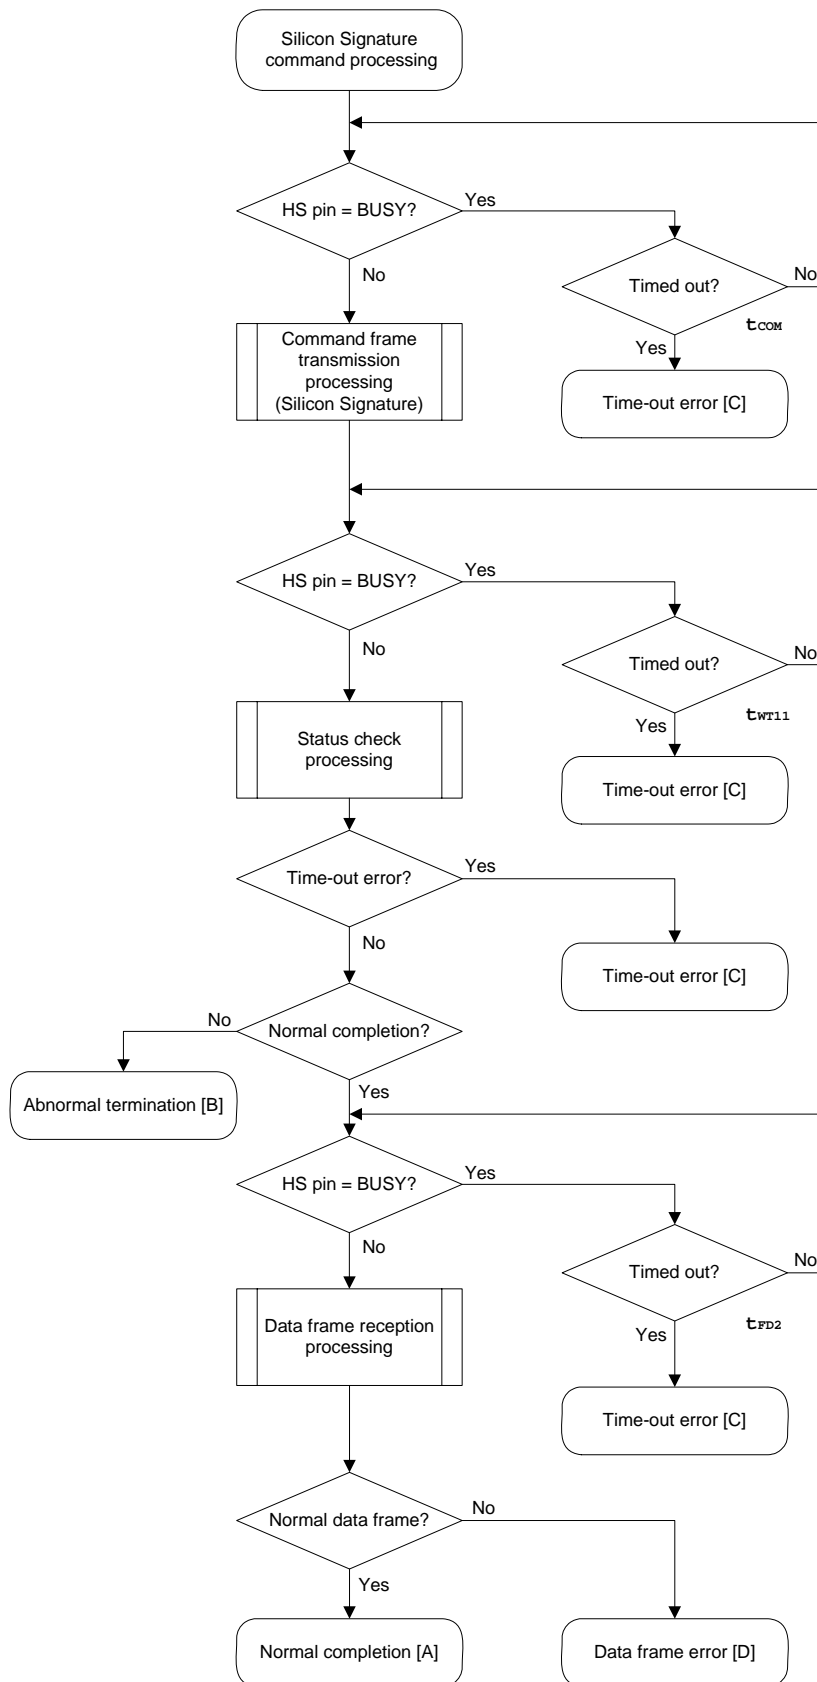 Silicon Signature
command processing
HS pin = BUSY?
Yes
No
Timed out?
No
tCOM
Yes
Command frame
transmission
processing
(Silicon Signature)
Time-out error [C]
HS pin = BUSY?
Yes
No
Timed out?
No
tWT11
Yes
Status check
processing
Time-out error [C]
Time-out error?
Yes
No
Time-out error [C]
No
Normal completion?
Yes
Abnormal termination [B]
HS pin = BUSY?
Yes
No
Timed out?
No
tFD2
Yes
Data frame reception
processing
Time-out error [C]
Normal data frame?
No
Yes
Normal completion [A]
Data frame error [D]